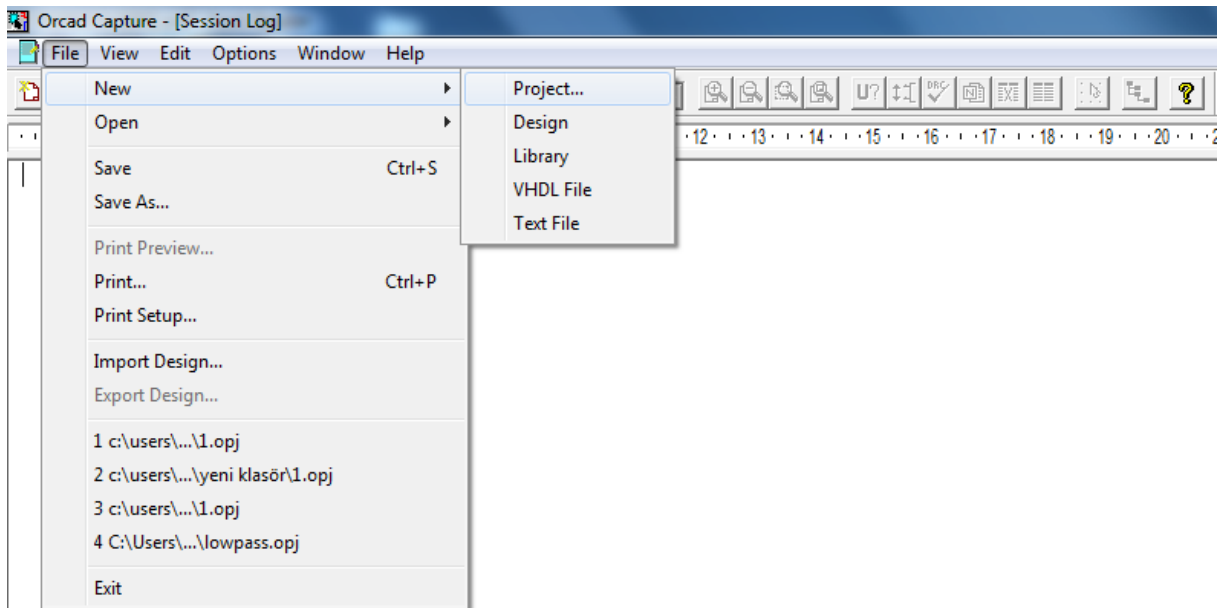 Orcad Capture - [Session Log]
File View Edit Options Window Help
New
Project...
Open
Design
Library
Save Ctrl+S
VHDL File
Save As...
Text File
Print Preview...
Print... Ctrl+P
Print Setup...
Import Design...
Export Design...
1 c:\users\...\1.opj
2 c:\users\...\yeni klasör\1.opj
3 c:\users\...\1.opj
4 C:\Users\...\lowpass.opj
Exit
U? DRC
12 13 14 15 16 17 18 19 20